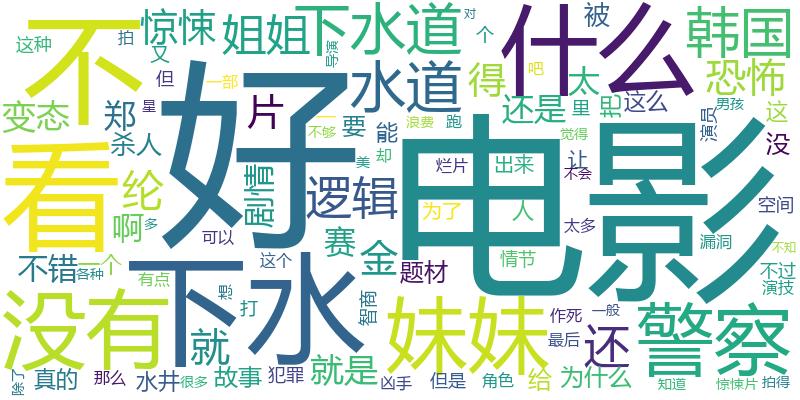 这种
拍
又
惊悚
姐姐
下水道
导演
对
个
什么
被
韩国
不
但
一部
星
水道
得
吧
太
里
把
这么
恐怖
男孩
这
变态
郑
杀人
片
好
一
不够
浪费
要
能
却
跑
还是
演员
觉得
没
看
纶
啊
多
剧情
逻辑
美
烂片
出来
让
不会
电影
为了
人
太多
空间
漏洞
不知
可以
赛
金
题材
情节
不错
一个
各种
有点
下水
这个
想
打
智商
不过
演技
没有
就
妹妹
作死
一般
最后
还
警察
除了
真的
那么
水井
很多
故事
犯罪
就是
凶手
但是
角色
给
为什么
知道
惊悚片
拍得